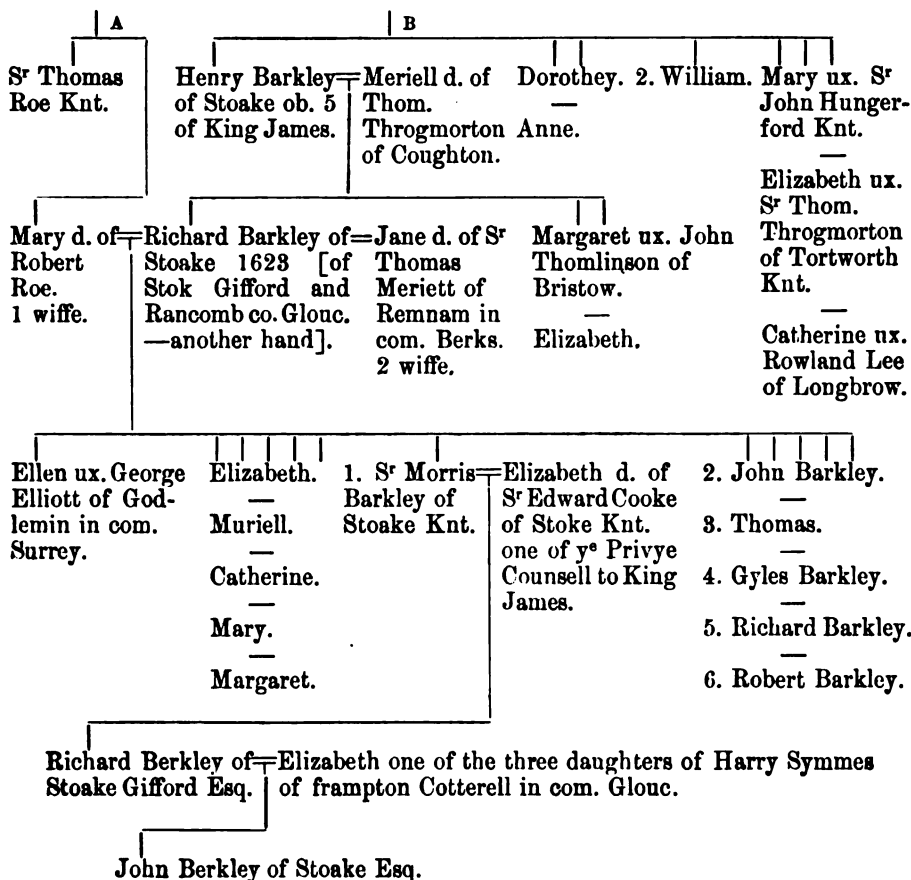 A
B
Sʳ Thomas
Roe Knt.
Henry Barkley
of Stoake ob. 5
of King James.
Meriell d. of
Thom.
Throgmorton
of Coughton.
Dorothey.
—
Anne.
2. William.
Mary ux. Sʳ
John Hunger-
ford Knt.
—
Elizabeth ux.
Sʳ Thom.
Throgmorton
of Tortworth
Knt.
—
Catherine ux.
Rowland Lee
of Longbrow.
Mary d. of
Robert
Roe.
1 wiffe.
Richard Barkley of
Stoake 1623 [of
Stok Gifford and
Rancomb co. Glouc.
—another hand].
Jane d. of Sʳ
Thomas
Meriett of
Remnam in
com. Berks.
2 wiffe.
Margaret ux. John
Thomlinson of
Bristow.
—
Elizabeth.
Ellen ux. George
Elliott of God-
lemin in com.
Surrey.
Elizabeth.
—
Muriell.
—
Catherine.
—
Mary.
—
Margaret.
1. Sʳ Morris
Barkley of
Stoake Knt.
Elizabeth d. of
Sʳ Edward Cooke
of Stoke Knt.
one of yᵉ Privye
Counsell to King
James.
2. John Barkley.
—
3. Thomas.
—
4. Gyles Barkley.
—
5. Richard Barkley.
—
6. Robert Barkley.
Richard Berkley of
Stoake Gifford Esq.
Elizabeth one of the three daughters of Harry Symmes
of frampton Cotterell in com. Glouc.
John Berkley of Stoake Esq.